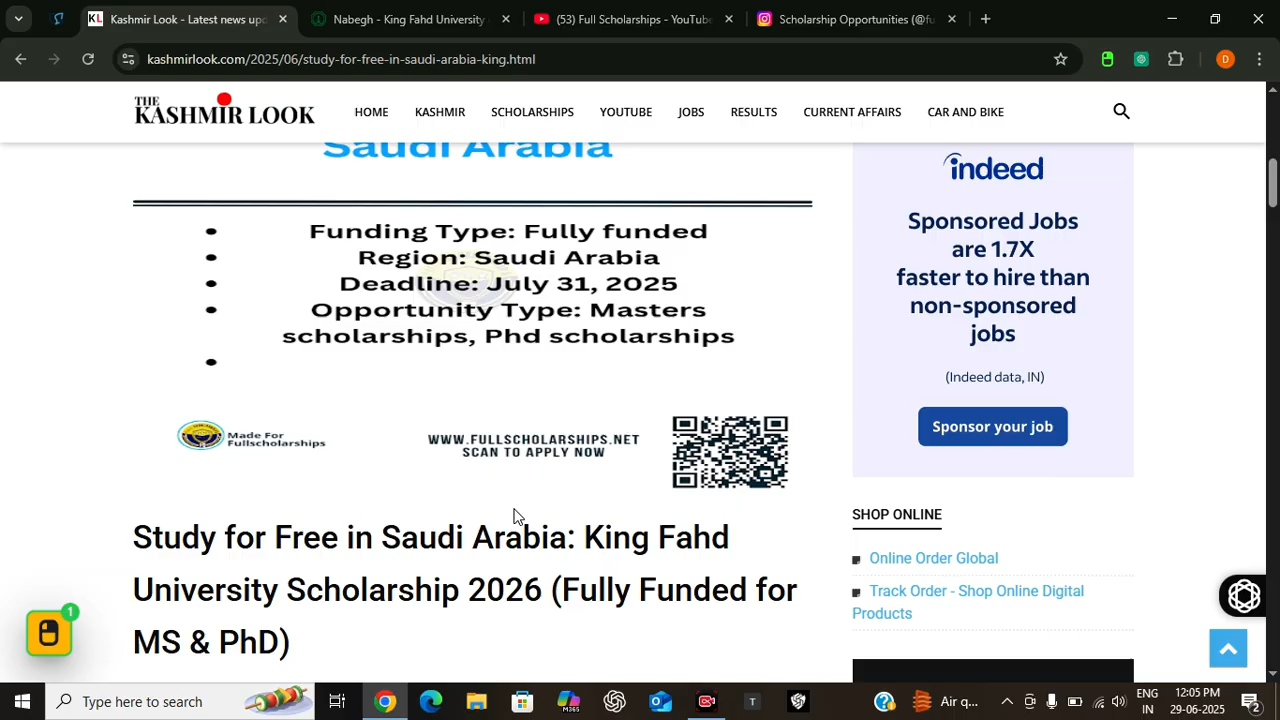 Kashmir Look - Latest news upd
Nabegh - King Fahd University
(53) Full Scholarships - YouTube
Scholarship Opportunities (@fu
kashmirlook.com/2025/06/study-for-free-in-saudi-arabia-king.html
D
THE
KASHMIR LOOK
HOME KASHMIR SCHOLARSHIPS YOUTUBE JOBS RESULTS CURRENT AFFAIRS CAR AND BIKE
Saudi Arabia
Funding Type: Fully funded
Region: Saudi Arabia
Deadline: July 31, 2025
Opportunity Type: Masters
scholarships, Phd scholarships
Made For
Fullscholarships
WWW.FULLSCHOLARSHIPS.NET
SCAN TO APPLY NOW
Study for Free in Saudi Arabia: King Fahd
University Scholarship 2026 (Fully Funded for
MS & PhD)
indeed
Sponsored Jobs
are 1.7X
faster to hire than
non-sponsored
jobs
(Indeed data, IN)
Sponsor your job
SHOP ONLINE
Online Order Global
Track Order - Shop Online Digital
Products
1
Type here to search
M365
T
Air q...
ENG
IN
12:05 PM
29-06-2025
2